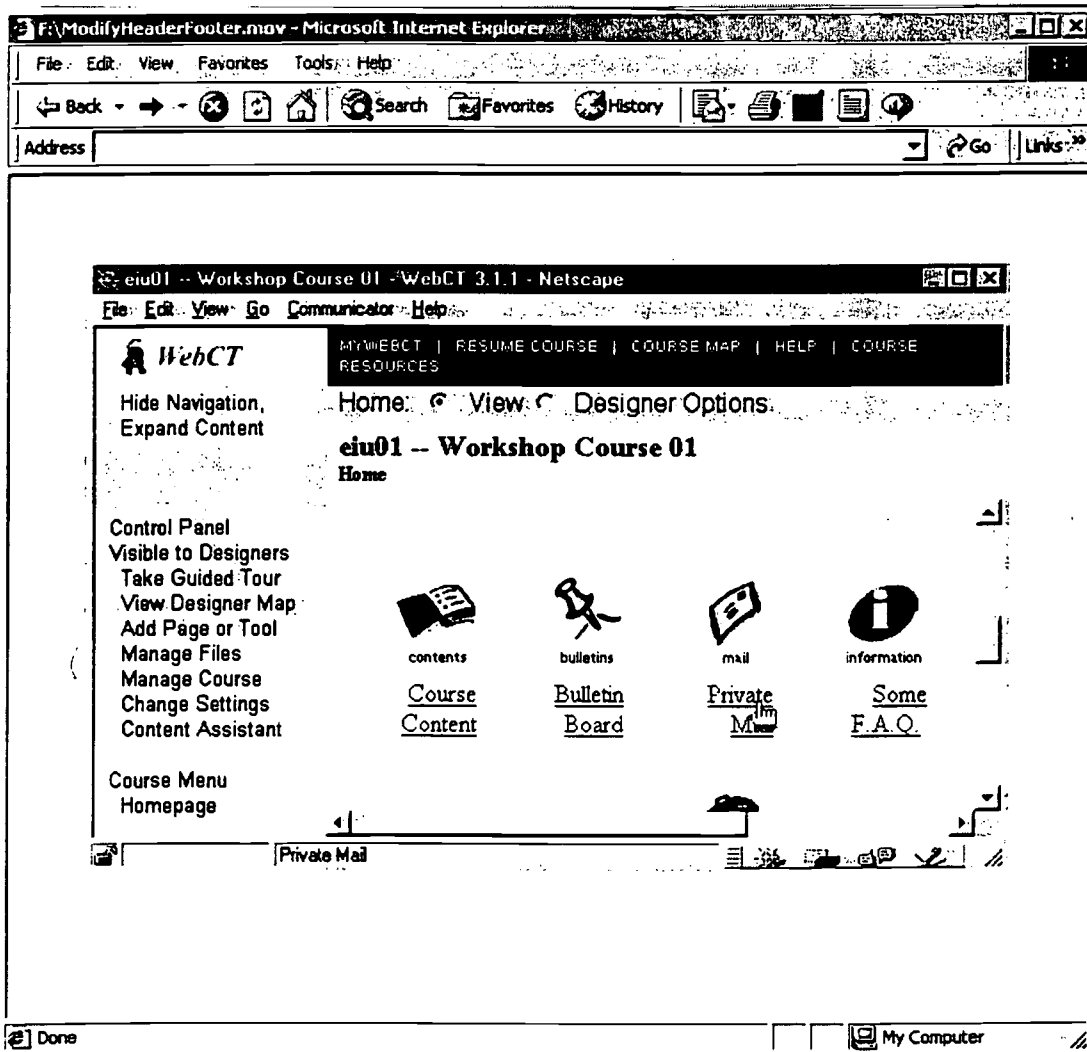 F:\ModifyHeaderFooter.mov - Microsoft Internet Explorer
File Edit View Favorites Tools Help
Back Search Favorites History
Address Go Links »
eiu01 -- Workshop Course 01 - WebCT 3.1.1 - Netscape
File Edit View Go Communicator Help
WebCT
MYWEBCT | RESUME COURSE | COURSE MAP | HELP | COURSE
RESOURCES
Hide Navigation,
Expand Content
Home: View Designer Options
eiu01 -- Workshop Course 01
Home
Control Panel
Visible to Designers
Take Guided Tour
View Designer Map
Add Page or Tool
Manage Files
Manage Course
Change Settings
Content Assistant
Course Menu
Homepage
contents bulletins mail information
Course Bulletin Private Some
Content Board F.A.Q.
Private Mail
Done My Computer